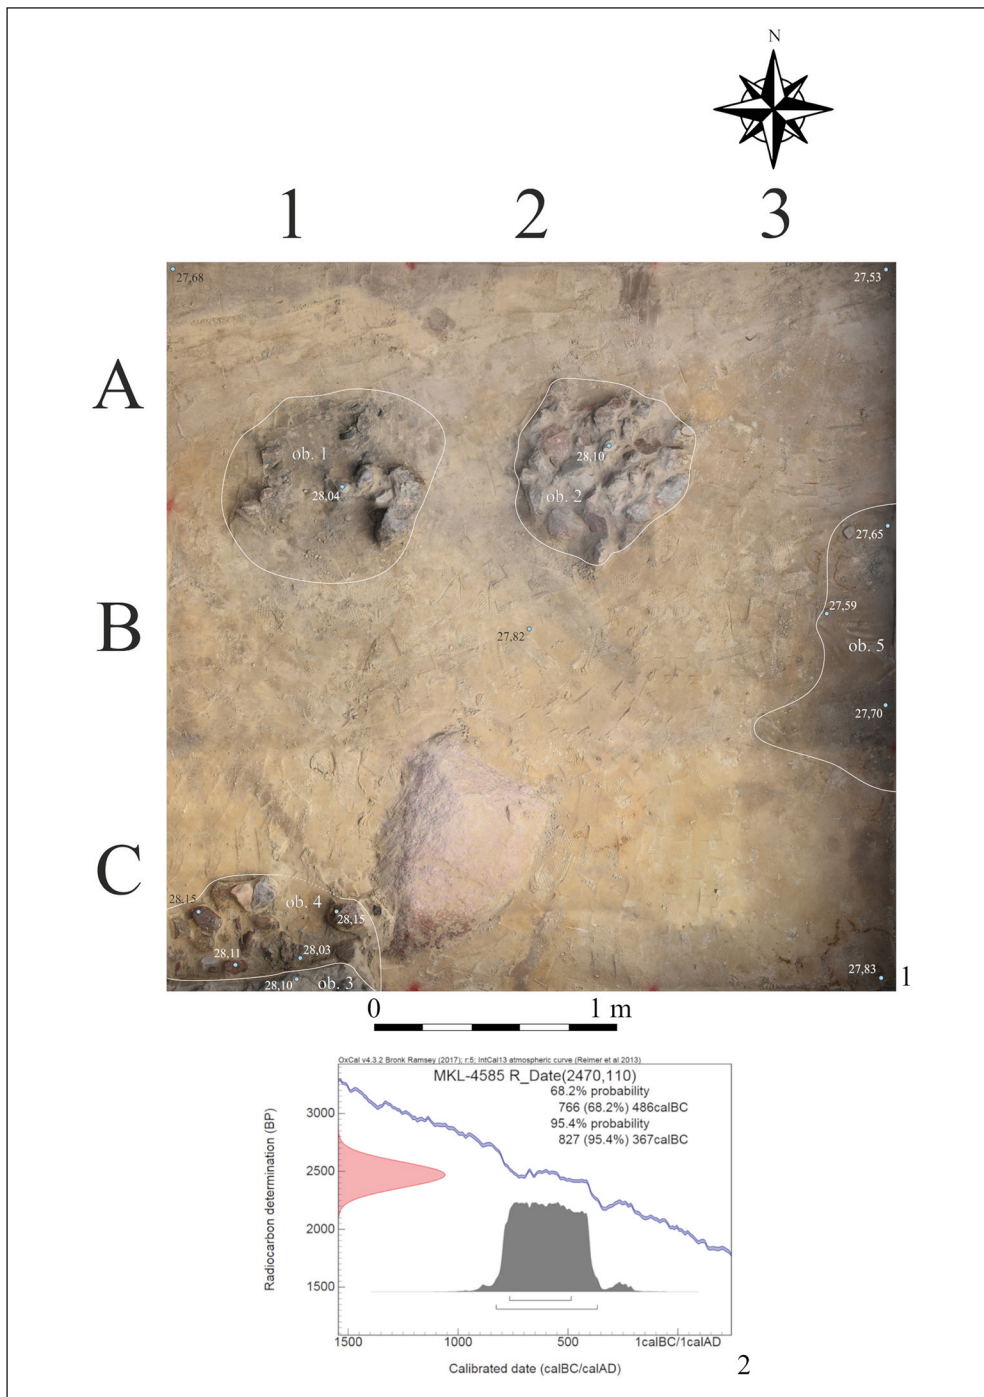 N
1 2 3
27,68
27,53
A
ob. 1
28,10
28,04
ob. 2
27,65
27,59
B
27,82
ob. 5
27,70
C
28,15
ob. 4
28,15
28,03
28,11
28,10
ob. 3
27,83
1
0 1 m
OxCal v4.3.2 Bronk Ramsey (2017); r:5; IntCal13 atmospheric curve (Reimer et al 2013)
MKL-4585 R_Date(2470,110)
68.2% probability
766 (68.2%) 486calBC
95.4% probability
827 (95.4%) 367calBC
Radiocarbon determination (BP)
3000
2500
2000
1500
1500 1000 500 1calBC/1calAD
Calibrated date (calBC/calAD)
2